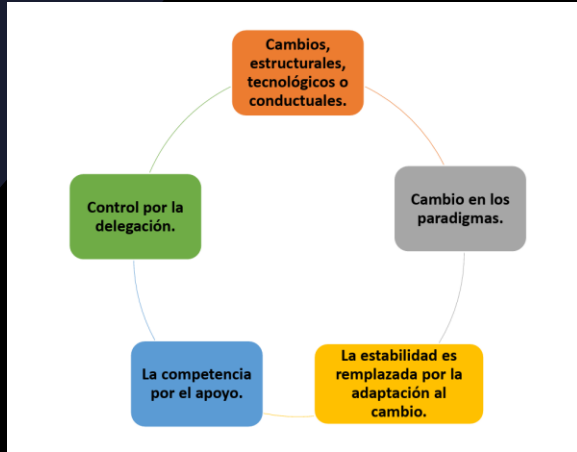 Cambios,
estructurales,
tecnológicos o
conductuales.
Cambio en los
paradigmas.
La estabilidad es
remplazada por la
adaptación al
cambio.
La competencia
por el apoyo.
Control por la
delegación.